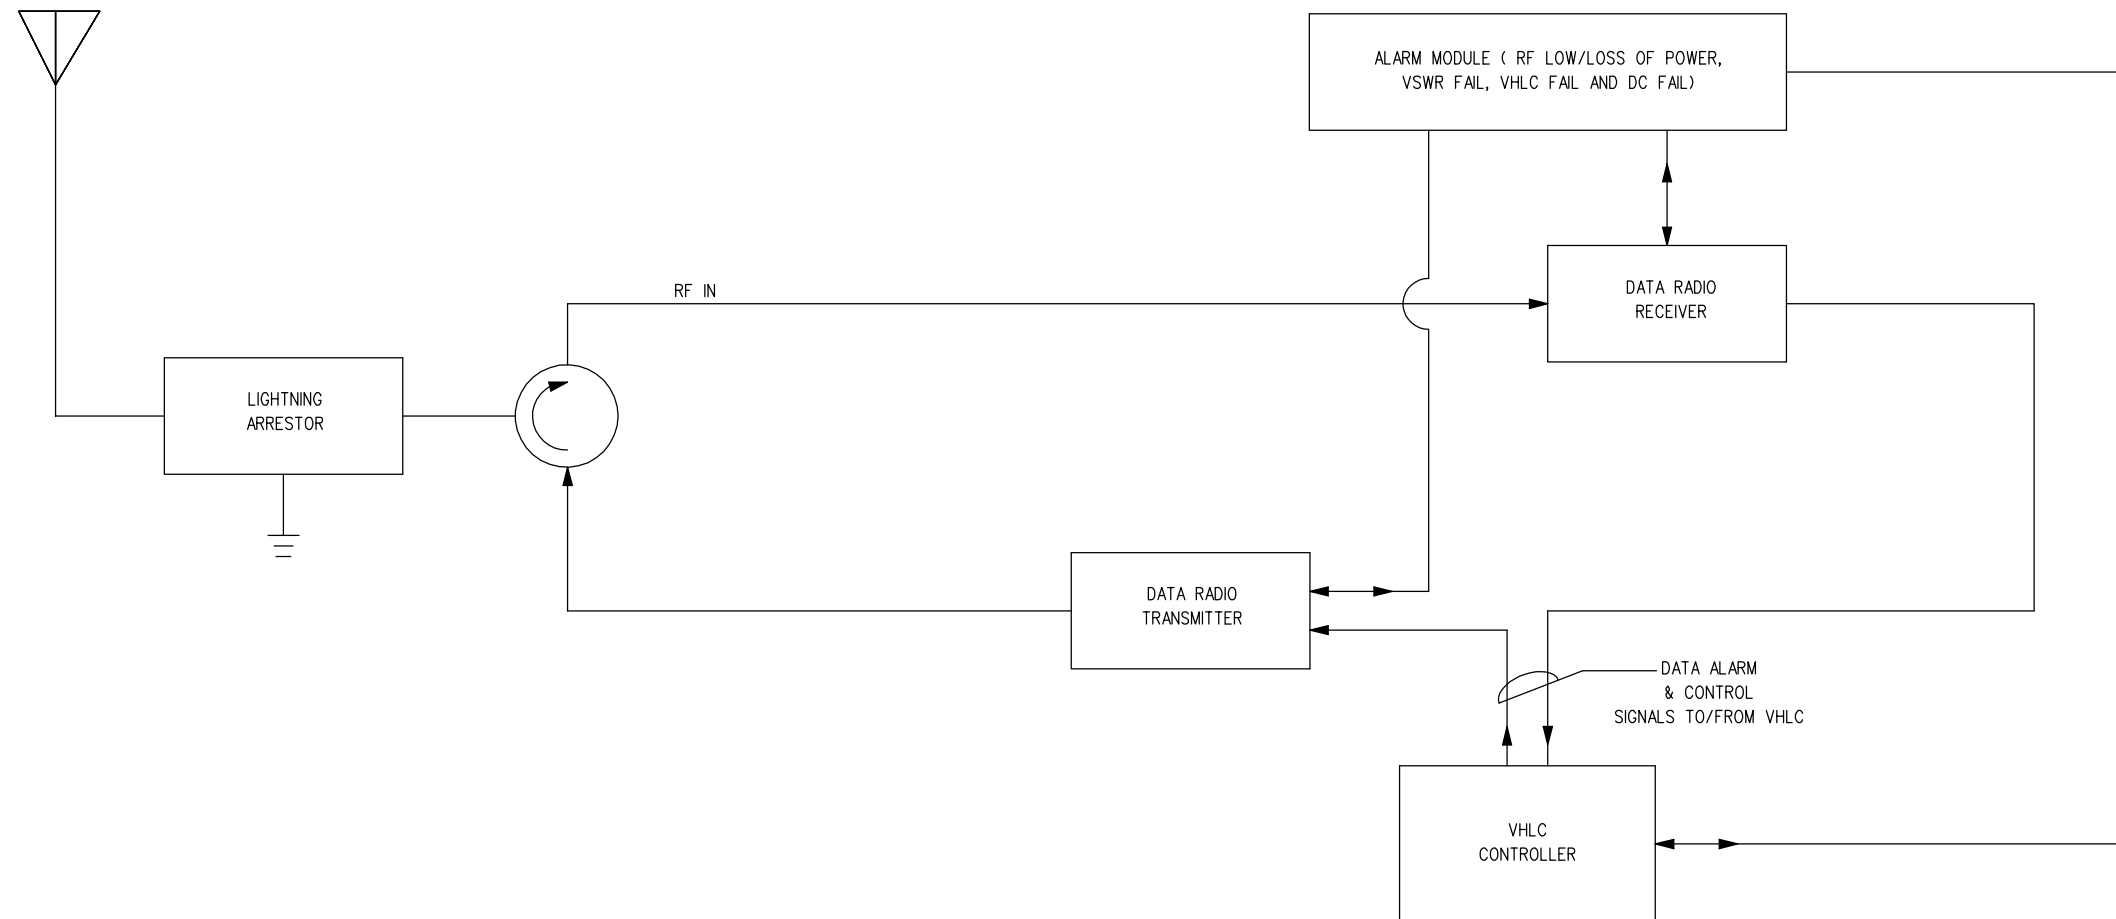 ALARM MODULE ( RF LOW/LOSS OF POWER,
VSWR FAIL, VHLC FAIL AND DC FAIL)
RF IN
DATA RADIO
RECEIVER
LIGHTNING
ARRESTOR
DATA RADIO
TRANSMITTER
DATA ALARM
& CONTROL
SIGNALS TO/FROM VHLC
VHLC
CONTROLLER